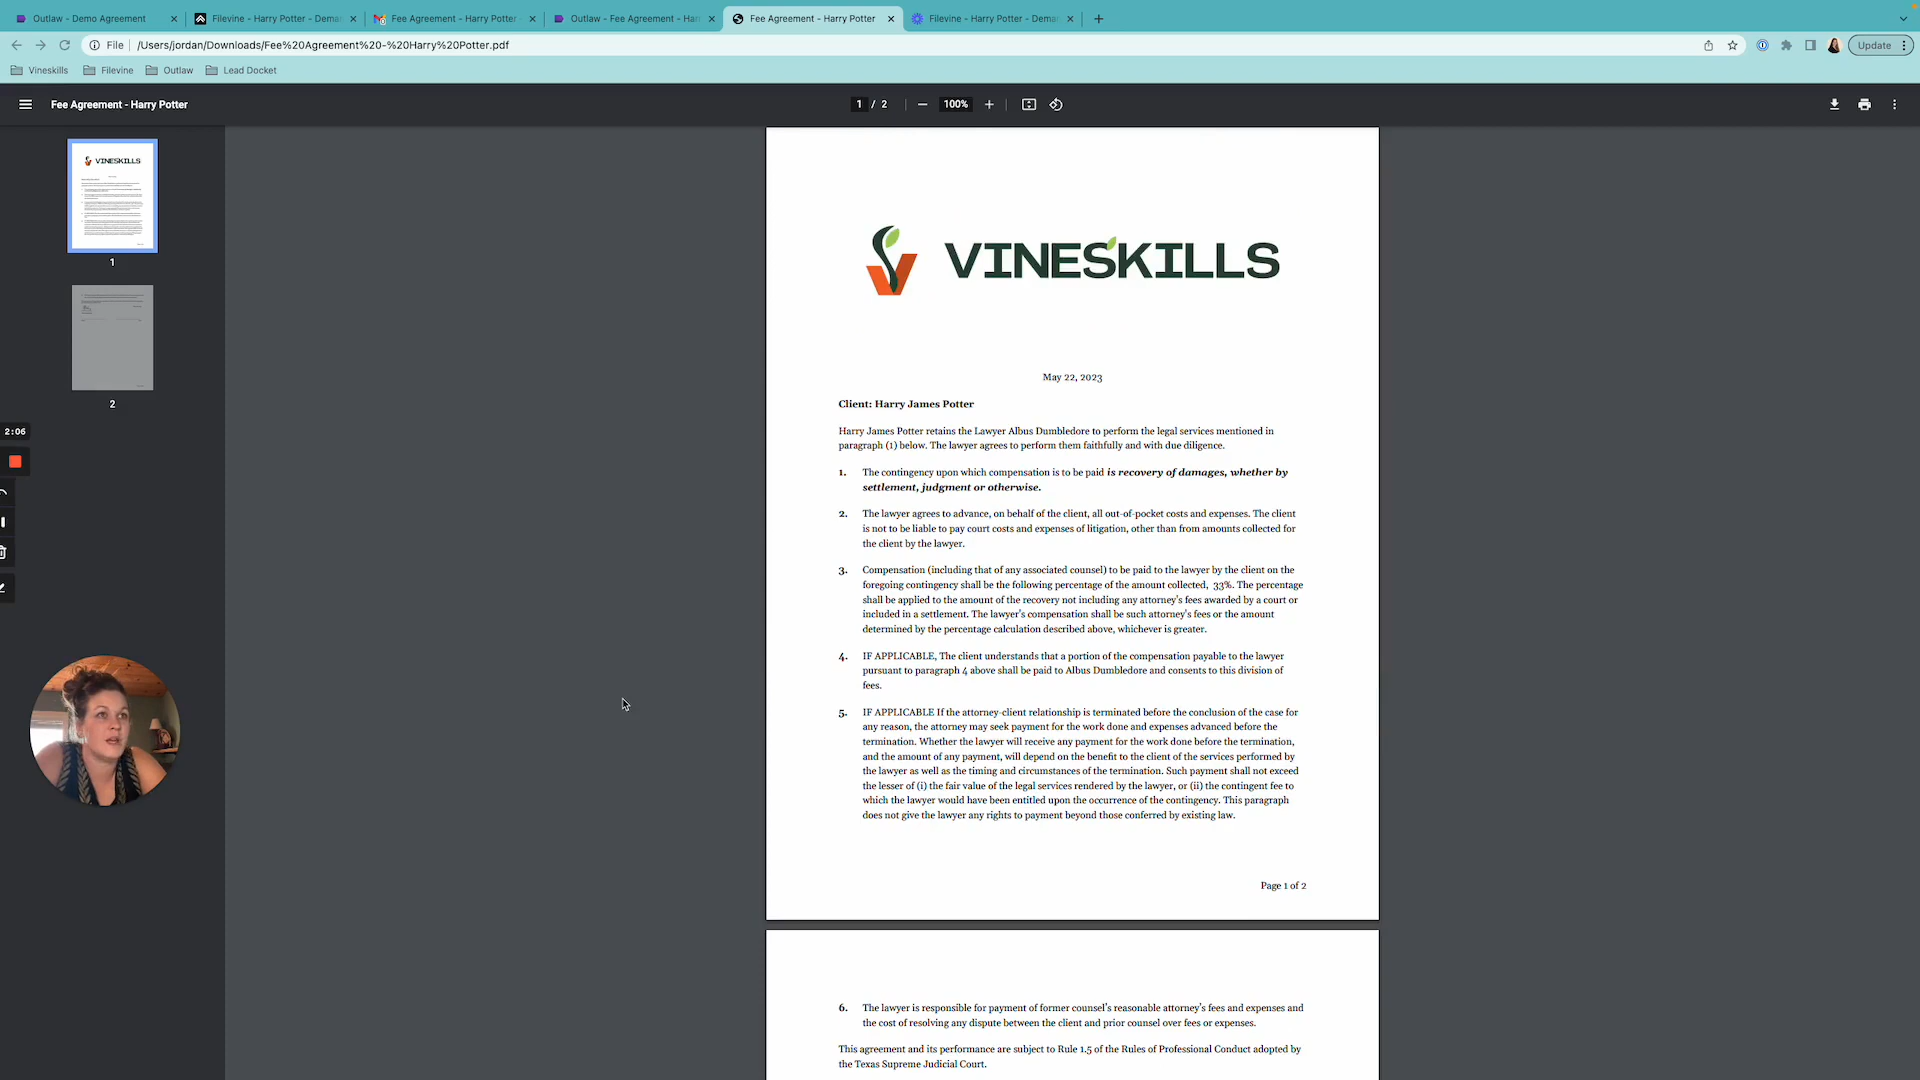 Outlaw - Demo Agreement
Filevine - Harry Potter - Dema
Fee Agreement - Harry Potter -
Outlaw - Fee Agreement - Har
Fee Agreement - Harry Potter
Filevine - Harry Potter - Dema
File
/Users/jordan/Downloads/Fee%20Agreement%20-%20Harry%20Potter.pdf
Update
Vineskills
Filevine
Outlaw
Lead Docket
Fee Agreement - Harry Potter
1 / 2
100%
VINESKILLS
1
2
2:06
VINESKILLS
May 22, 2023
Client: Harry James Potter
Harry James Potter retains the Lawyer Albus Dumbledore to perform the legal services mentioned in
paragraph (1) below. The lawyer agrees to perform them faithfully and with due diligence.
1. The contingency upon which compensation is to be paid is recovery of damages, whether by
settlement, judgment or otherwise.
2. The lawyer agrees to advance, on behalf of the client, all out-of-pocket costs and expenses. The client
is not to be liable to pay court costs and expenses of litigation, other than from amounts collected for
the client by the lawyer.
3. Compensation (including that of any associated counsel) to be paid to the lawyer by the client on the
foregoing contingency shall be the following percentage of the amount collected, 33%. The percentage
shall be applied to the amount of the recovery not including any attorney's fees awarded by a court or
included in a settlement. The lawyer's compensation shall be such attorney's fees or the amount
determined by the percentage calculation described above, whichever is greater.
4. IF APPLICABLE, The client understands that a portion of the compensation payable to the lawyer
pursuant to paragraph 4 above shall be paid to Albus Dumbledore and consents to this division of
fees.
5. IF APPLICABLE If the attorney-client relationship is terminated before the conclusion of the case for
any reason, the attorney may seek payment for the work done and expenses advanced before the
termination. Whether the lawyer will receive any payment for the work done before the termination,
and the amount of any payment, will depend on the benefit to the client of the services performed by
the lawyer as well as the timing and circumstances of the termination. Such payment shall not exceed
the lesser of (i) the fair value of the legal services rendered by the lawyer, or (ii) the contingent fee to
which the lawyer would have been entitled upon the occurrence of the contingency. This paragraph
does not give the lawyer any rights to payment beyond those conferred by existing law.
Page 1 of 2
6. The lawyer is responsible for payment of former counsel's reasonable attorney's fees and expenses and
the cost of resolving any dispute between the client and prior counsel over fees or expenses.
This agreement and its performance are subject to Rule 1.5 of the Rules of Professional Conduct adopted by
the Texas Supreme Judicial Court.